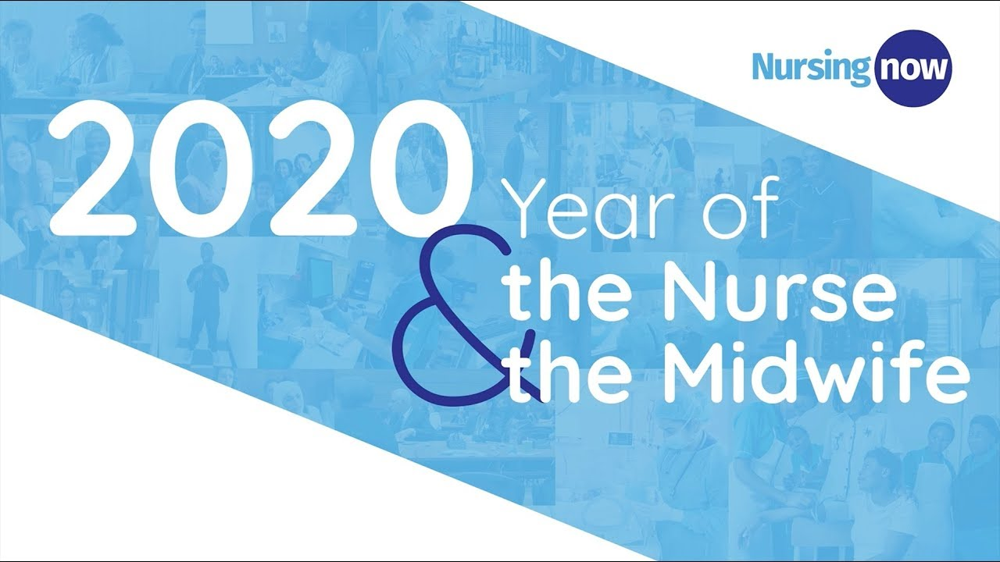 Nursing now
2020
Year of
the Nurse
& the Midwife